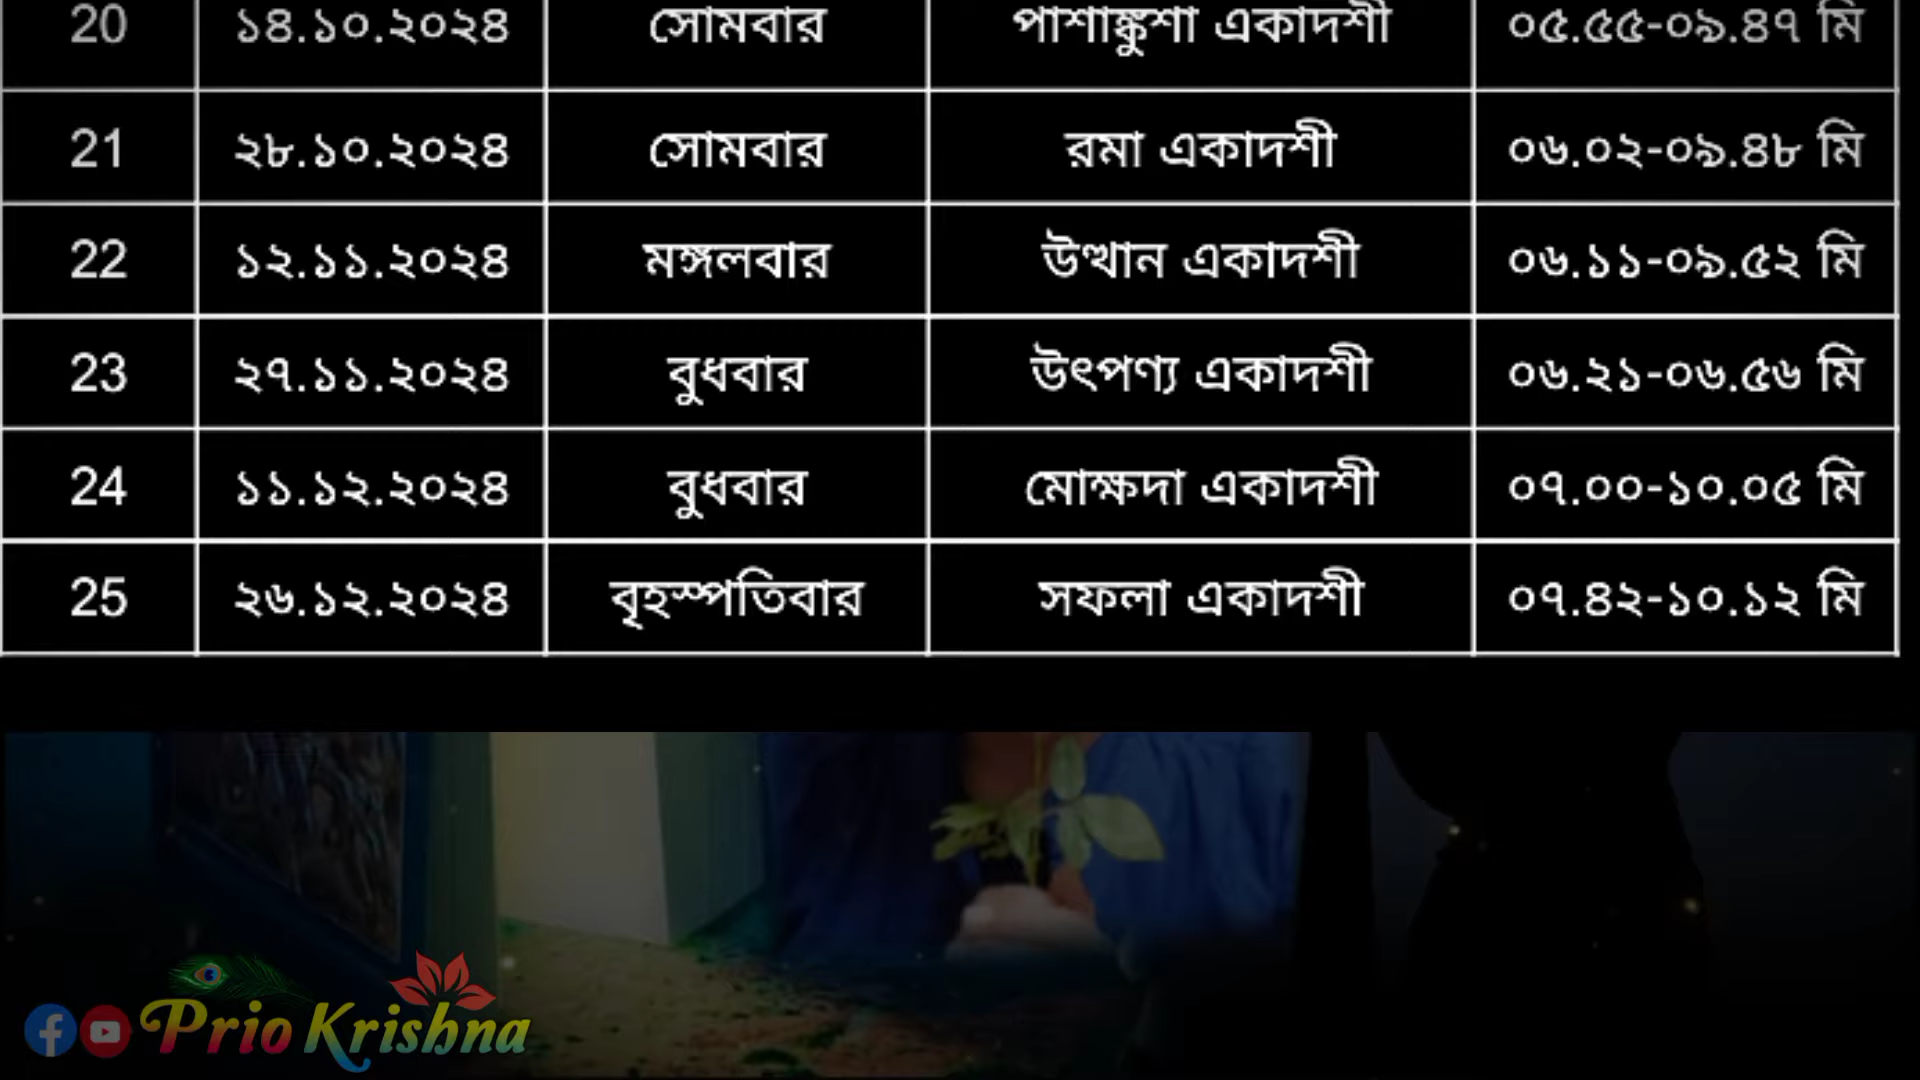 20 ১৪.১০.২০২৪ সোমবার পাশাঙ্কুশা একাদশী ০৫.৫৫-০৯.৪৭ মি
21 ২৮.১০.২০২৪ সোমবার রমা একাদশী ০৬.০২-০৯.৪৮ মি
22 ১২.১১.২০২৪ মঙ্গলবার উত্থান একাদশী ০৬.১১-০৯.৫২ মি
23 ২৭.১১.২০২৪ বুধবার উৎপণ্য একাদশী ০৬.২১-০৬.৫৬ মি
24 ১১.১২.২০২৪ বুধবার মোক্ষদা একাদশী ০৭.০০-১০.০৫ মি
25 ২৬.১২.২০২৪ বৃহস্পতিবার সফলা একাদশী ০৭.৪২-১০.১২ মি
Prio Krishna